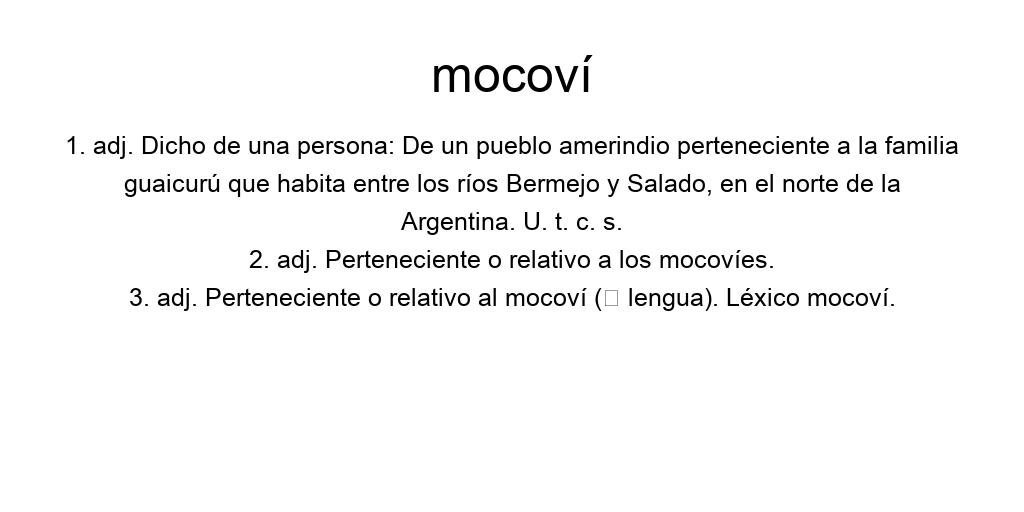 mocoví
1. adj. Dicho de una persona: De un pueblo amerindio perteneciente a la familia
guaicurú que habita entre los ríos Bermejo y Salado, en el norte de la
Argentina. U. t. c. s.
2. adj. Perteneciente o relativo a los mocovíes.
3. adj. Perteneciente o relativo al mocoví (□ lengua). Léxico mocoví.